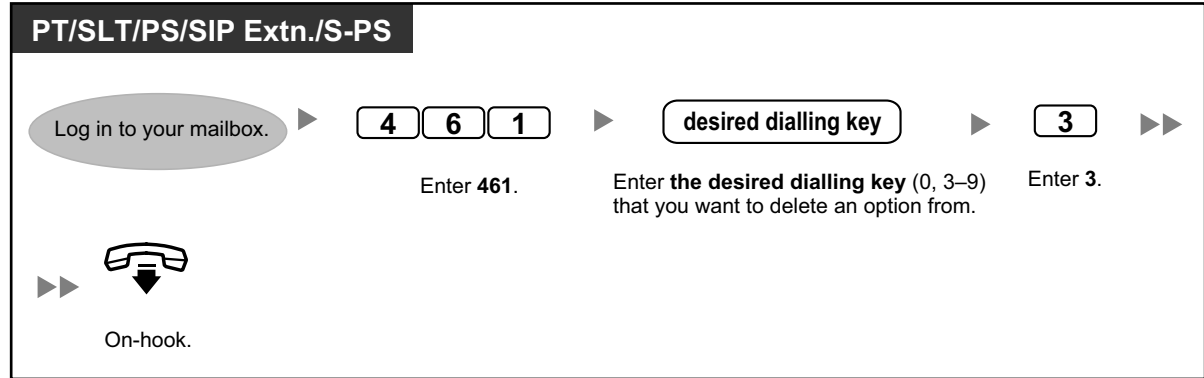 PT/SLT/PS/SIP Extn./S-PS
Log in to your mailbox.
4 6 1
desired dialling key
3
Enter 461.
Enter the desired dialling key (0, 3–9)
that you want to delete an option from.
Enter 3.
On-hook.